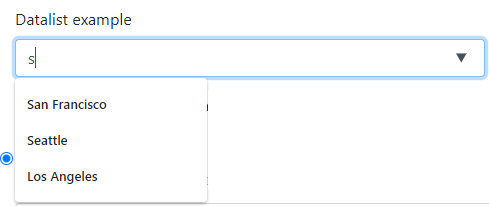 Datalist example
s
San Francisco
Seattle
Los Angeles